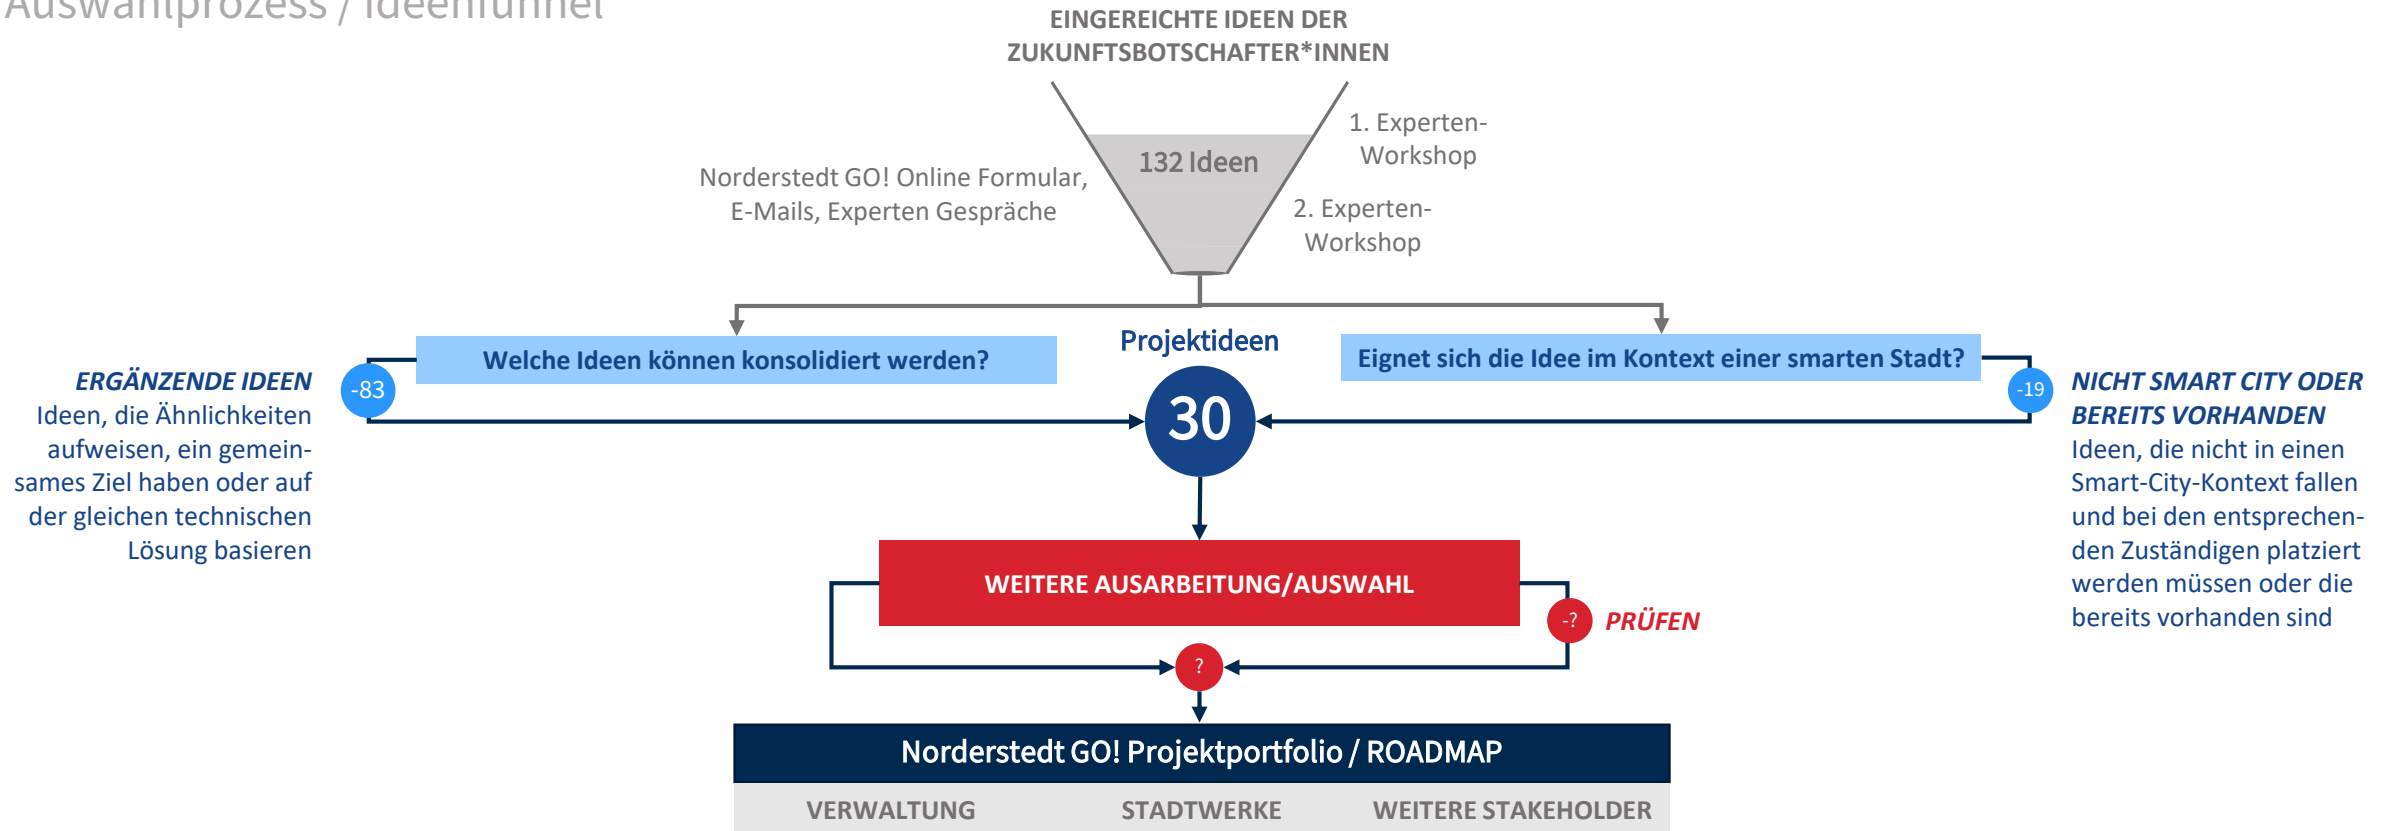 Auswahlprozess / Ideenfunnel
EINGEREICHTE IDEEN DER
ZUKUNFTSBOTSCHAFTER*INNEN
132 Ideen
1. Experten-
Workshop
2. Experten-
Workshop
Norderstedt GO! Online Formular,
E-Mails, Experten Gespräche
Welche Ideen können konsolidiert werden?
Projektideen
30
Eignet sich die Idee im Kontext einer smarten Stadt?
-83
ERGÄNZENDE IDEEN
Ideen, die Ähnlichkeiten
aufweisen, ein gemein-
sames Ziel haben oder auf
der gleichen technischen
Lösung basieren
-19
NICHT SMART CITY ODER
BEREITS VORHANDEN
Ideen, die nicht in einen
Smart-City-Kontext fallen
und bei den entsprechen-
den Zuständigen platziert
werden müssen oder die
bereits vorhanden sind
WEITERE AUSARBEITUNG/AUSWAHL
-?
PRÜFEN
?
Norderstedt GO! Projektportfolio / ROADMAP
VERWALTUNG
STADTWERKE
WEITERE STAKEHOLDER